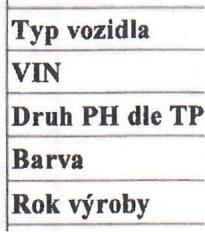 Typ vozidla
VIN
Druh PH dle TP
Barva
Rok výroby